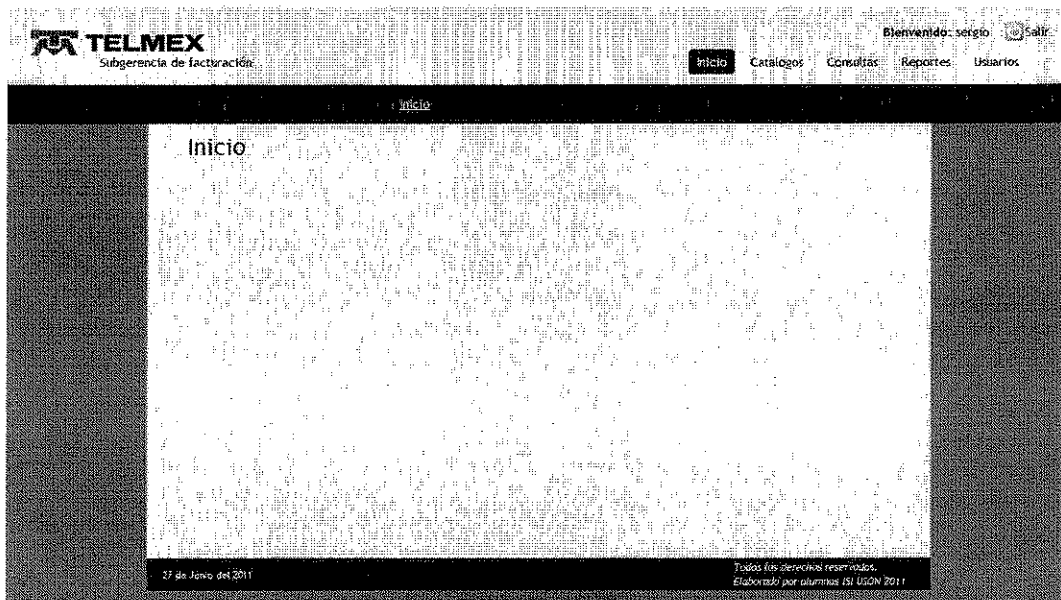 TELMEX
Subgerencia de facturación
Bienvenido: sergio Salir
Inicio Catalogos Consultas Reportes Usuarios
Inicio
Inicio
27 de Junio del 2011
Todos los derechos reservados.
Elaborado por alumnas ISI USON 2011